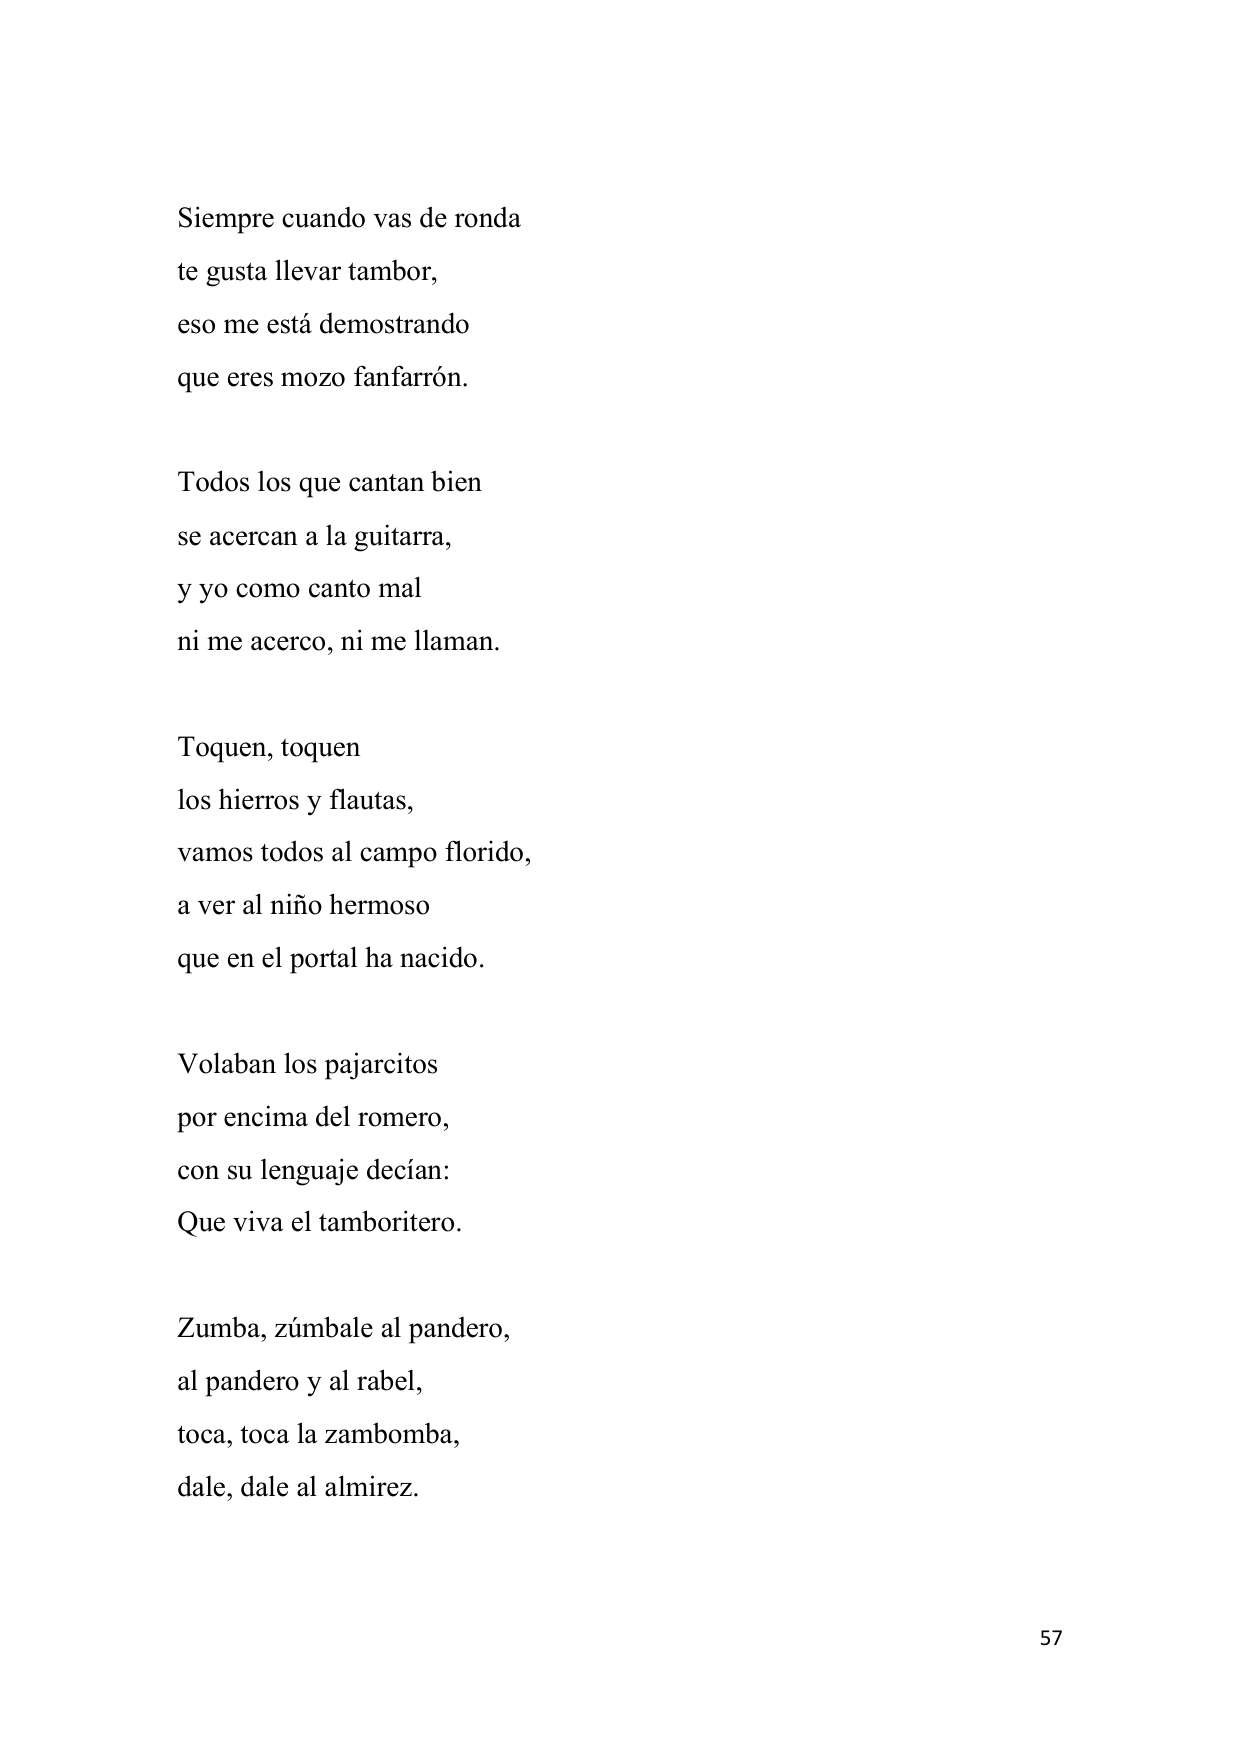 Siempre cuando vas de ronda
te gusta llevar tambor,
eso me está demostrando
que eres mozo fanfarrón.

Todos los que cantan bien
se acercan a la guitarra,
y yo como canto mal
ni me acerco, ni me llaman.

Toquen, toquen
los hierros y flautas,
vamos todos al campo florido,
a ver al niño hermoso
que en el portal ha nacido.

Volaban los pajarcitos
por encima del romero,
con su lenguaje decían:
Que viva el tamboritero.

Zumba, zúmbale al pandero,
al pandero y al rabel,
toca, toca la zambomba,
dale, dale al almirez.

57